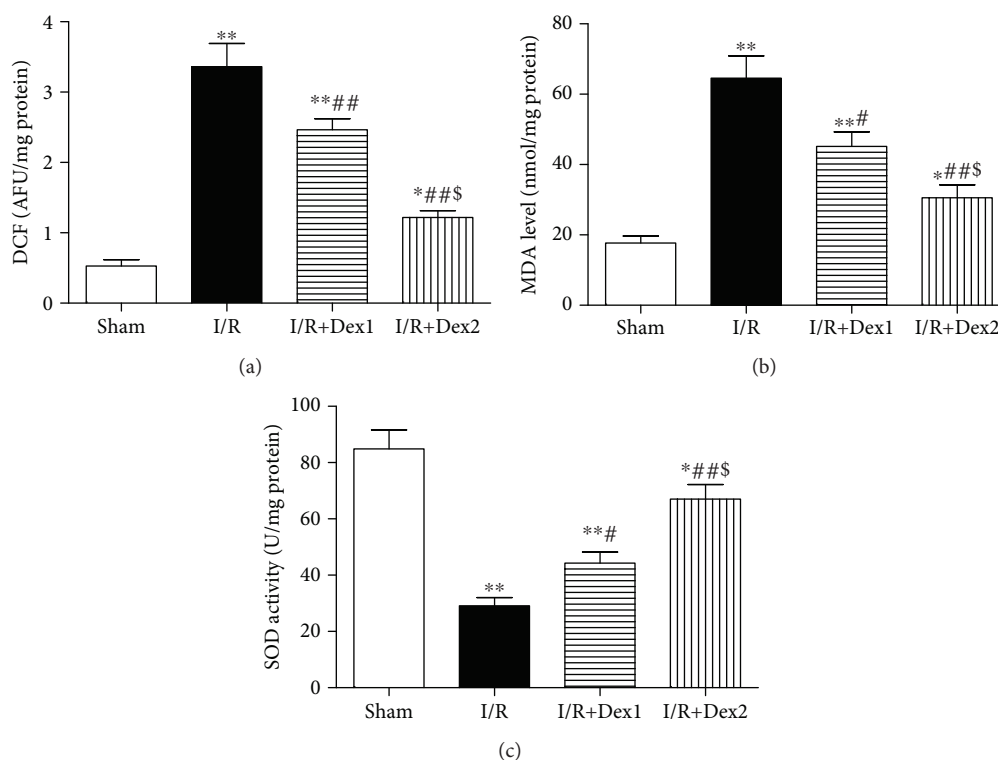 DCF (AFU/mg protein)
4
3
2
1
0
**
**##
*##$
Sham
I/R
I/R+Dex1
I/R+Dex2
(a)
MDA level (nmol/mg protein)
80
60
40
20
0
**
**#
*##$
Sham
I/R
I/R+Dex1
I/R+Dex2
(b)
SOD activity (U/mg protein)
100
80
60
40
20
0
**
**#
*##$
Sham
I/R
I/R+Dex1
I/R+Dex2
(c)